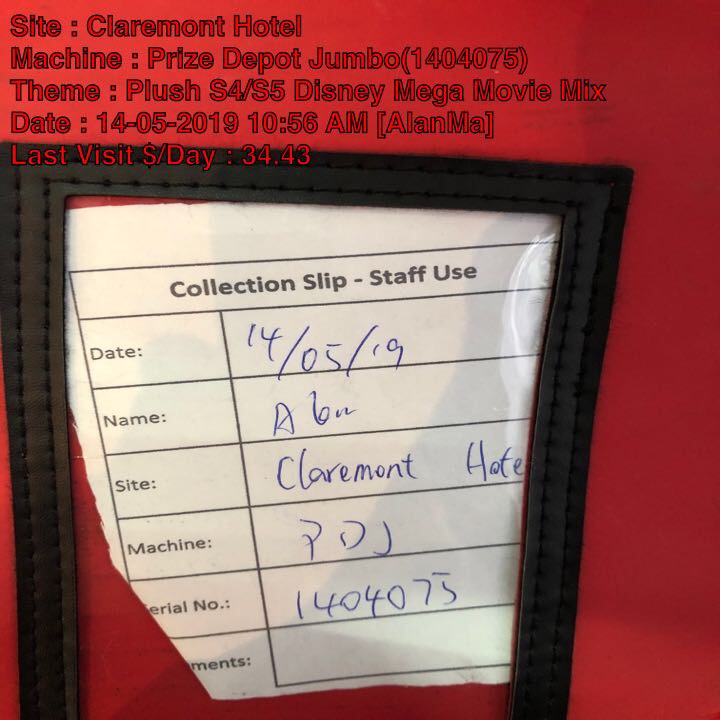 Site : Claremont Hotel
Machine : Prize Depot Jumbo(1404075)
Theme : Plush S4/S5 Disney Mega Movie Mix
Date : 14-05-2019 10:56 AM [AlanMa]
Last Visit $/Day : 34.43
Collection Slip - Staff Use
Date: 14/05/19
Name: Alan
Site: Claremont Hote
Machine: PDJ
erial No.: 1404075
ments: